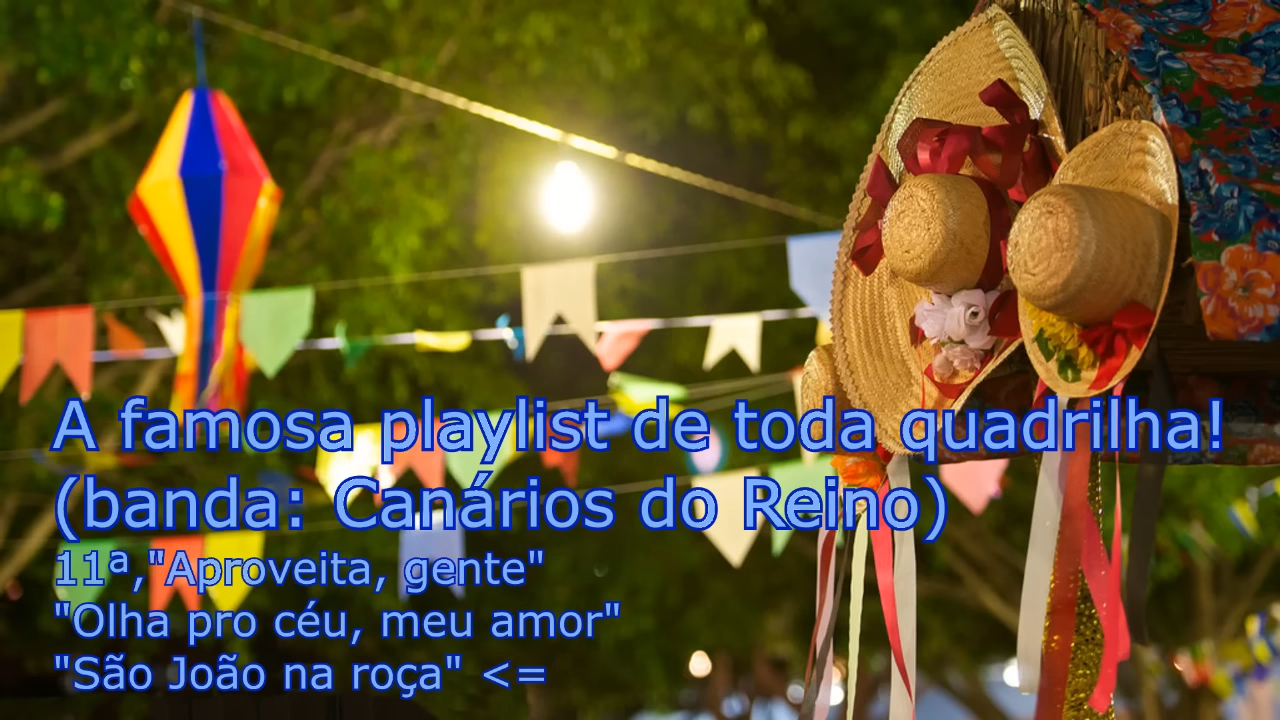 A famosa playlist de toda quadrilha!
(banda: Canários do Reino)
11ª,"Aproveita, gente"
"Olha pro céu, meu amor"
"São João na roça" <=